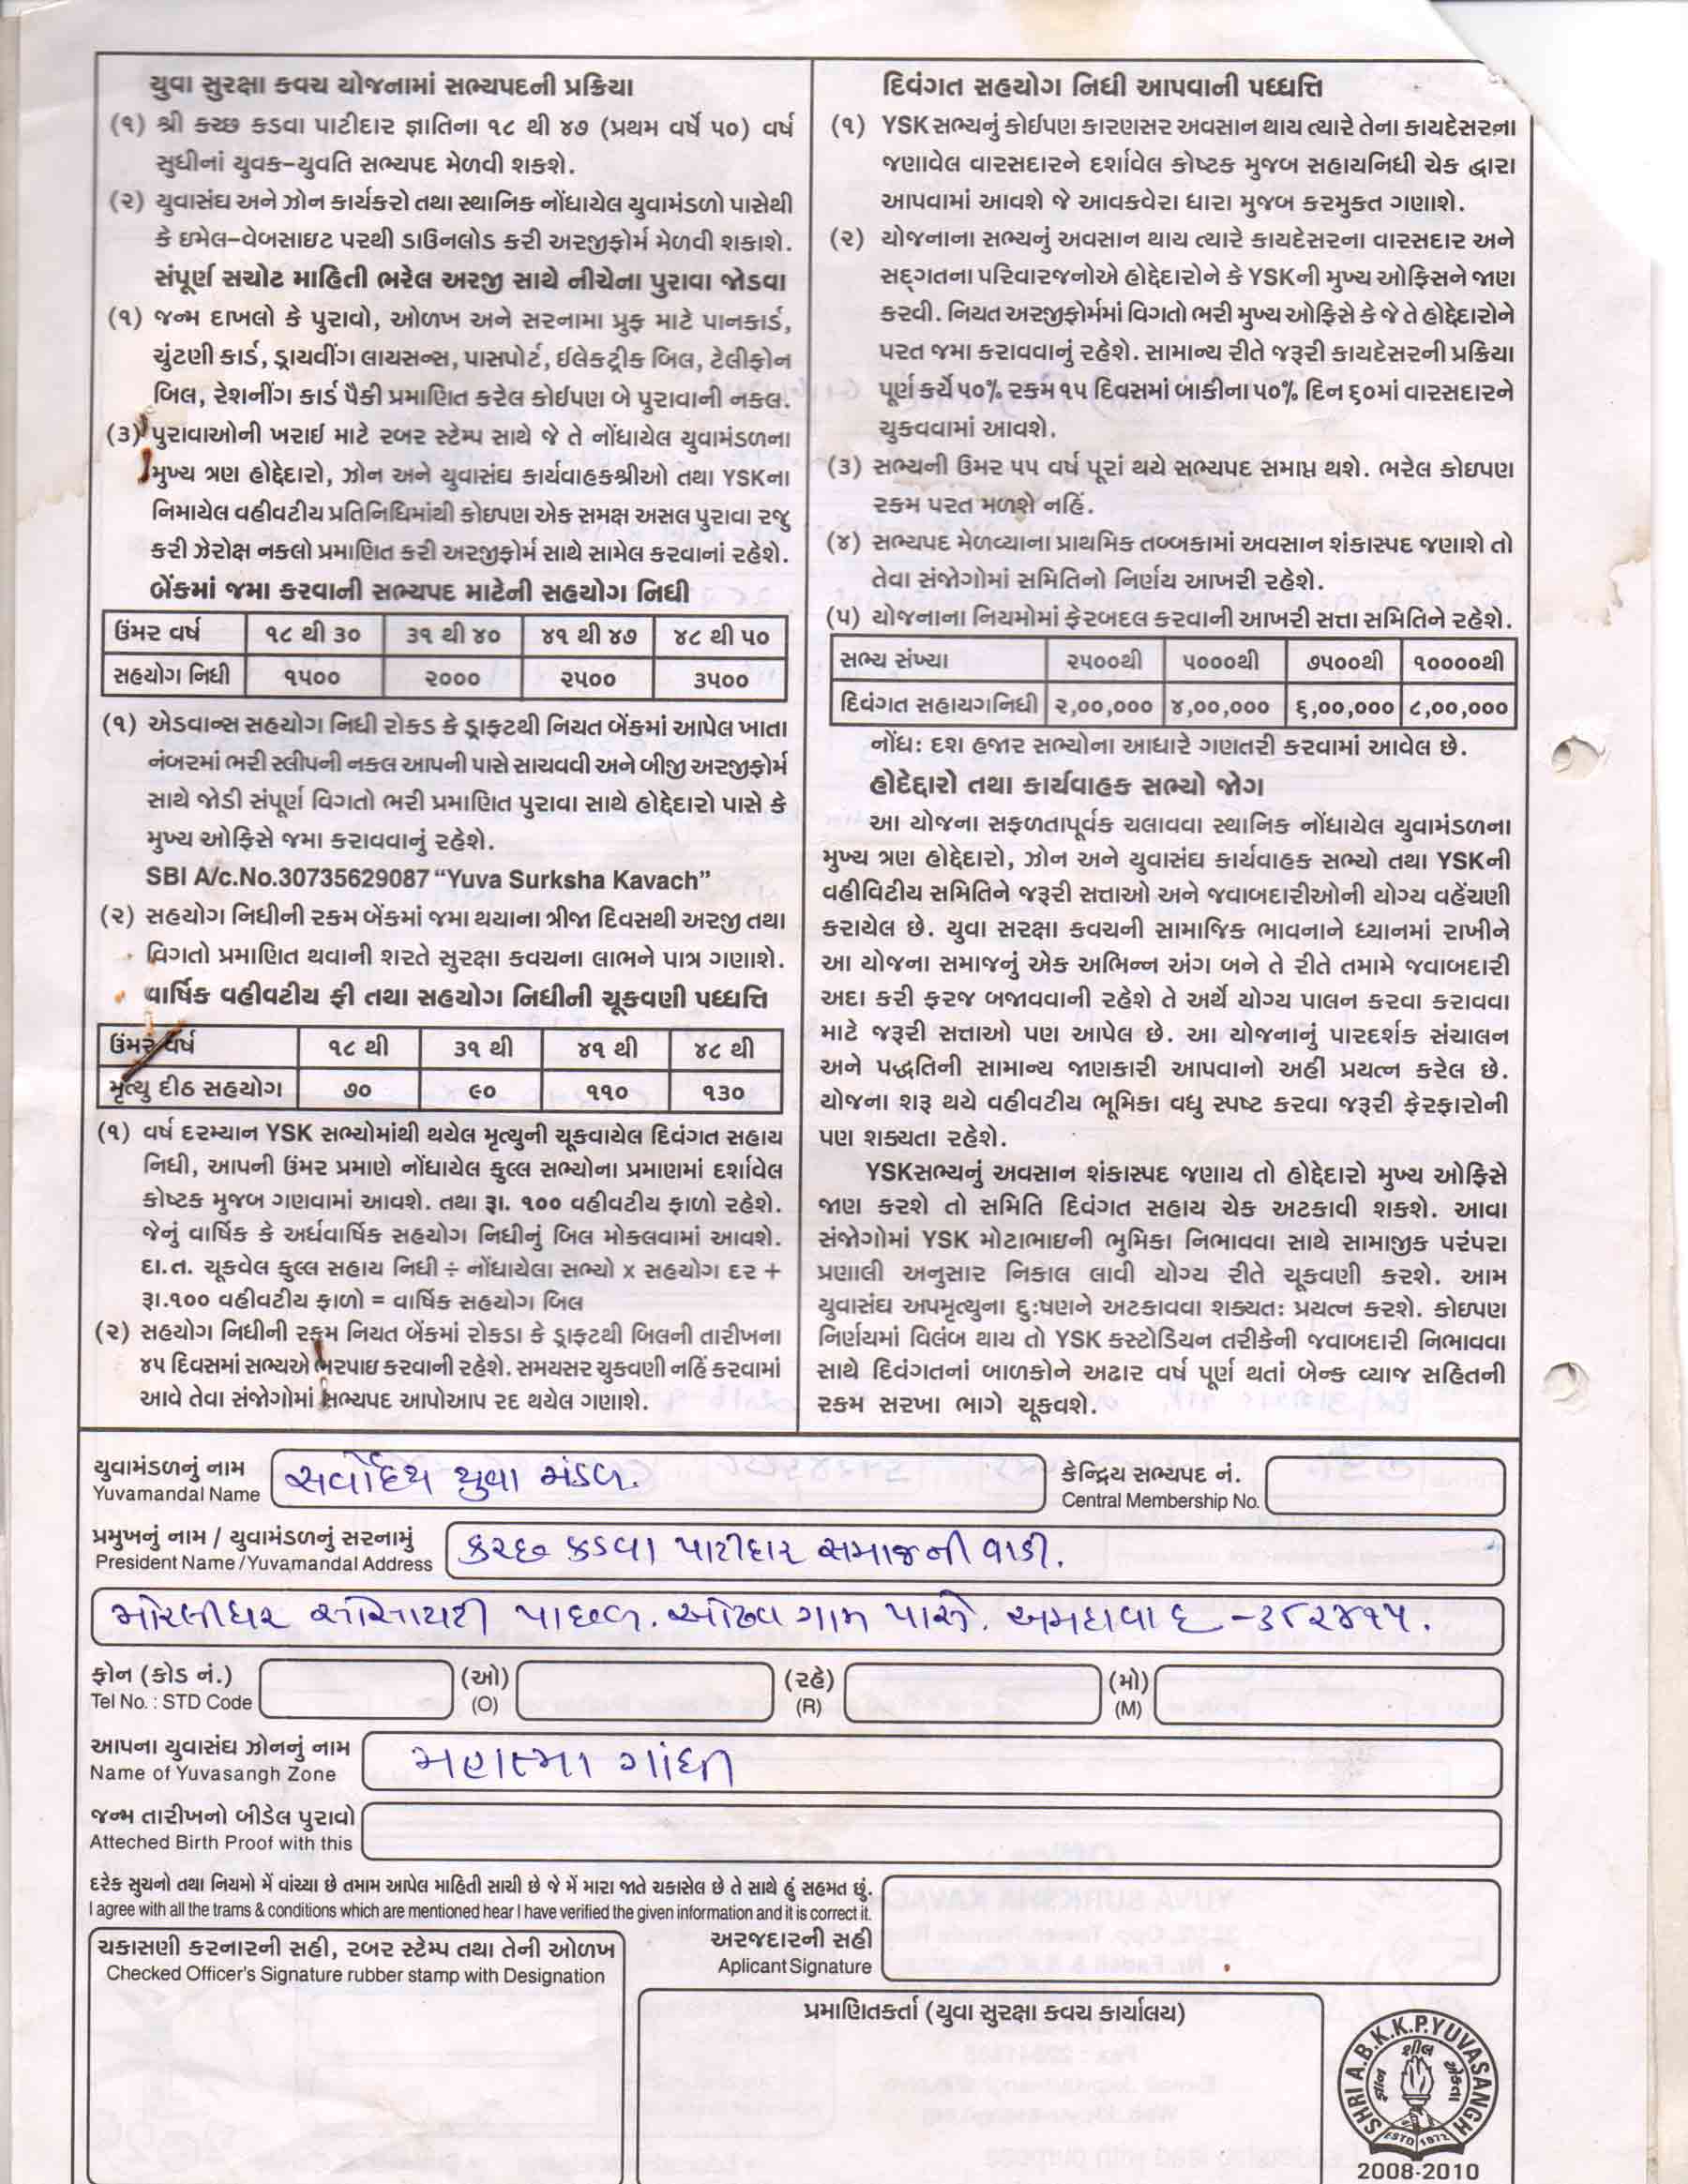 યુવા સુરક્ષા કવચ યોજનામાં સભ્યપદની પ્રક્રિયા
(૧) શ્રી કચ્છ કડવા પાટીદાર જ્ઞાતિના ૧૮ થી ૪૭ (પ્રથમ વર્ષે ૫૦) વર્ષ
સુધીનાં યુવક-યુવતિ સભ્યપદ મેળવી શકશે.
(૨) યુવાસંઘ અને ઝોન કાર્યકરો તથા સ્થાનિક નોંધાયેલ યુવામંડળો પાસેથી
કે ઇમેલ-વેબસાઇટ પરથી ડાઉનલોડ કરી અરજીફોર્મ મેળવી શકાશે.
સંપૂર્ણ સચોટ માહિતી ભરેલ અરજી સાથે નીચેના પુરાવા જોડવા
(૧) જન્મ દાખલો કે પુરાવો, ઓળખ અને સરનામા પ્રુફ માટે પાનકાર્ડ,
ચુંટણી કાર્ડ, ડ્રાયવીંગ લાયસન્સ, પાસપોર્ટ, ઈલેકટ્રીક બિલ, ટેલીફોન
બિલ, રેશનીંગ કાર્ડ પૈકી પ્રમાણિત કરેલ કોઈપણ બે પુરાવાની નકલ.
(૩) પુરાવાઓની ખરાઇ માટે રબર સ્ટેમ્પ સાથે જે તે નોંધાયેલ યુવામંડળના
મુખ્ય ત્રણ હોદ્દેદારો, ઝોન અને યુવાસંઘ કાર્યવાહકશ્રીઓ તથા YSKના
નિમાયેલ વહીવટીય પ્રતિનિધિમાંથી કોઇપણ એક સમક્ષ અસલ પુરાવા રજુ
કરી ઝેરોક્ષ નકલો પ્રમાણિત કરી અરજીફોર્મ સાથે સામેલ કરવાનાં રહેશે.
બેંકમાં જમા કરવાની સભ્યપદ માટેની સહયોગ નિધી
ઉંમર વર્ષ ૧૮ થી ૩૦ ૩૧ થી ૪૦ ૪૧ થી ૪૭ ૪૮ થી ૫૦
સહયોગ નિધી ૧૫૦૦ ૨૦૦૦ ૨૫૦૦ ૩૫૦૦
(૧) એડવાન્સ સહયોગ નિધી રોકડ કે ડ્રાફટથી નિયત બેંકમાં આપેલ ખાતા
નંબરમાં ભરી સ્લીપની નકલ આપની પાસે સાચવવી અને બીજી અરજીફોર્મ
સાથે જોડી સંપૂર્ણ વિગતો ભરી પ્રમાણિત પુરાવા સાથે હોદ્દેદારો પાસે કે
મુખ્ય ઓફિસે જમા કરાવવાનું રહેશે.
SBI A/c.No.30735629087 “Yuva Surksha Kavach”
(૨) સહયોગ નિધીની રકમ બેંકમાં જમા થયાના ત્રીજા દિવસથી અરજી તથા
વિગતો પ્રમાણિત થવાની શરતે સુરક્ષા કવચના લાભને પાત્ર ગણાશે.
વાર્ષિક વહીવટીય ફી તથા સહયોગ નિધીની ચૂકવણી પધ્ધતિ
ઉંમર વર્ષ ૧૮ થી ૩૧ થી ૪૧ થી ૪૮ થી
મૃત્યુ દીઠ સહયોગ ૭૦ ૯૦ ૧૧૦ ૧૩૦
(૧) વર્ષ દરમ્યાન YSK સભ્યોમાંથી થયેલ મૃત્યુની ચૂકવાયેલ દિવંગત સહાય
નિધી, આપની ઉંમર પ્રમાણે નોંધાયેલ કુલ્લ સભ્યોના પ્રમાણમાં દર્શાવેલ
કોષ્ટક મુજબ ગણવામાં આવશે. તથા રૂા. ૧૦૦ વહીવટીય ફાળો રહેશે.
જેનું વાર્ષિક કે અર્ધવાર્ષિક સહયોગ નિધીનું બિલ મોકલવામાં આવશે.
દા.ત. ચૂકવેલ કુલ્લ સહાય નિધી ÷ નોંધાયેલા સભ્યો x સહયોગ દર +
રૂા.૧૦૦ વહીવટીય ફાળો = વાર્ષિક સહયોગ બિલ
(૨) સહયોગ નિધીની રકમ નિયત બેંકમાં રોકડા કે ડ્રાફટથી બિલની તારીખના
૪૫ દિવસમાં સભ્યએ ભરપાઇ કરવાની રહેશે. સમયસર ચુકવણી નહિં કરવામાં
આવે તેવા સંજોગોમાં સભ્યપદ આપોઆપ રદ થયેલ ગણાશે.
દિવંગત સહયોગ નિધી આપવાની પધ્ધત્તિ
(૧) YSKસભ્યનું કોઈપણ કારણસર અવસાન થાય ત્યારે તેના કાયદેસરના
જણાવેલ વારસદારને દર્શાવેલ કોષ્ટક મુજબ સહાયનિધી ચેક દ્વારા
આપવામાં આવશે જે આવકવેરા ધારા મુજબ કરમુક્ત ગણાશે.
(૨) યોજનાના સભ્યનું અવસાન થાય ત્યારે કાયદેસરના વારસદાર અને
સદ્ગતના પરિવારજનોએ હોદ્દેદારોને કે YSKની મુખ્ય ઓફિસને જાણ
કરવી. નિયત અરજીફોર્મમાં વિગતો ભરી મુખ્ય ઓફિસે કે જે તે હોદ્દેદારોને
પરત જમા કરાવવાનું રહેશે. સામાન્ય રીતે જરૂરી કાયદેસરની પ્રક્રિયા
પૂર્ણ કર્યે ૫૦% રકમ ૧૫ દિવસમાં બાકીના ૫૦% દિન ૬૦માં વારસદારને
ચુકવવામાં આવશે.
(૩) સભ્યની ઉંમર ૫૫ વર્ષ પૂરાં થયે સભ્યપદ સમાપ્ત થશે. ભરેલ કોઇપણ
રકમ પરત મળશે નહિં.
(૪) સભ્યપદ મેળવ્યાના પ્રાથમિક તબ્બકામાં અવસાન શંકાસ્પદ જણાશે તો
તેવા સંજોગોમાં સમિતિનો નિર્ણય આખરી રહેશે.
(૫) યોજનાના નિયમોમાં ફેરબદલ કરવાની આખરી સત્તા સમિતિને રહેશે.
સભ્ય સંખ્યા ૨૫૦૦થી ૫૦૦૦થી ૭૫૦૦થી ૧૦૦૦૦થી
દિવંગત સહાયગનિધી ૨,૦૦,૦૦૦ ૪,૦૦,૦૦૦ ૬,૦૦,૦૦૦ ૮,૦૦,૦૦૦
નોંધ: દશ હજાર સભ્યોના આધારે ગણતરી કરવામાં આવેલ છે.
હોદેદ્દારો તથા કાર્યવાહક સભ્યો જોગ
આ યોજના સફળતાપૂર્વક ચલાવવા સ્થાનિક નોંધાયેલ યુવામંડળના
મુખ્ય ત્રણ હોદ્દેદારો, ઝોન અને યુવાસંઘ કાર્યવાહક સભ્યો તથા YSKની
વહીવિટીય સમિતિને જરૂરી સત્તાઓ અને જવાબદારીઓની યોગ્ય વહેંચણી
કરાયેલ છે. યુવા સરક્ષા કવચની સામાજિક ભાવનાને ધ્યાનમાં રાખીને
આ યોજના સમાજનું એક અભિન્ન અંગ બને તે રીતે તમામે જવાબદારી
અદા કરી ફરજ બજાવવાની રહેશે તે અર્થે યોગ્ય પાલન કરવા કરાવવા
માટે જરૂરી સત્તાઓ પણ આપેલ છે. આ યોજનાનું પારદર્શક સંચાલન
અને પદ્ધતિની સામાન્ય જાણકારી આપવાનો અહીં પ્રયત્ન કરેલ છે.
યોજના શરૂ થયે વહીવટીય ભૂમિકા વધુ સ્પષ્ટ કરવા જરૂરી ફેરફારોની
પણ શક્યતા રહેશે.
YSKસભ્યનું અવસાન શંકાસ્પદ જણાય તો હોદ્દેદારો મુખ્ય ઓફિસે
જાણ કરશે તો સમિતિ દિવંગત સહાય ચેક અટકાવી શકશે. આવા
સંજોગોમાં YSK મોટાભાઇની ભુમિકા નિભાવવા સાથે સામાજીક પરંપરા
પ્રણાલી અનુસાર નિકાલ લાવી યોગ્ય રીતે ચૂકવણી કરશે. આમ
યુવાસંઘ અપમૃત્યુના દુ:ષણને અટકાવવા શક્યત: પ્રયત્ન કરશે. કોઇપણ
નિર્ણયમાં વિલંબ થાય તો YSK કસ્ટોડિયન તરીકેની જવાબદારી નિભાવવા
સાથે દિવંગતનાં બાળકોને અઢાર વર્ષ પૂર્ણ થતાં બેન્ક વ્યાજ સહિતની
રકમ સરખા ભાગે ચૂકવશે.
યુવામંડળનું નામ સર્વોદય યુવા મંડળ. કેન્દ્રિય સભ્યપદ નં.
Yuvamandal Name Central Membership No.
પ્રમુખનું નામ / યુવામંડળનું સરનામું કચ્છ કડવા પાટીદાર સમાજની વાડી.
President Name /Yuvamandal Address
મોરલીધર સોસાયટી પાછળ. ઓઢવ ગામ પાસે. અમદાવાદ -૩૮૨૪૧૫.
ફોન (કોડ નં.) (ઓ) (રહે) (મો)
Tel No. : STD Code (O) (R) (M)
આપના યુવાસંઘ ઝોનનું નામ મહાત્મા ગાંધી
Name of Yuvasangh Zone
જન્મ તારીખનો બીડેલ પુરાવો
Atteched Birth Proof with this
દરેક સુચનો તથા નિયમો મેં વાંચ્યા છે તમામ આપેલ માહિતી સાચી છે જે મેં મારા જાતે ચકાસેલ છે તે સાથે હું સહમત છું.
I agree with all the trams & conditions which are mentioned hear I have verified the given information and it is correct it.
અરજદારની સહી
Aplicant Signature
ચકાસણી કરનારની સહી, રબર સ્ટેમ્પ તથા તેની ઓળખ
Checked Officer's Signature rubber stamp with Designation
પ્રમાણિતકર્તા (યુવા સુરક્ષા કવચ કાર્યાલય)
SHRI A.B.K.K.P.YUVASANGH
શીલ
જ્ઞાન
એકતા
ESTD 1972
2008-2010